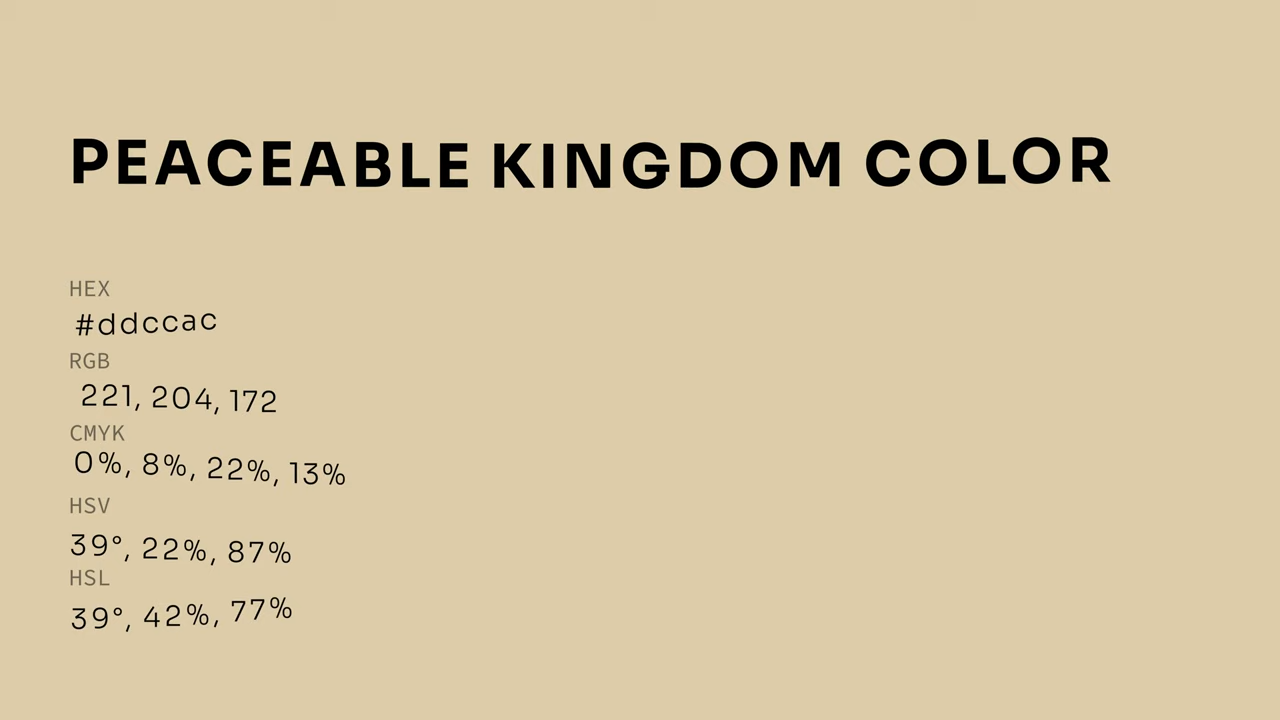 PEACEABLE KINGDOM COLOR
HEX
#ddccac
RGB
221, 204, 172
CMYK
0%, 8%, 22%, 13%
HSV
39°, 22%, 87%
HSL
39°, 42%, 77%